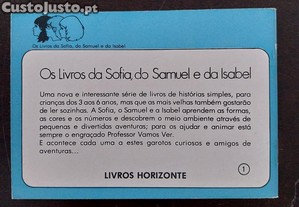 CustoJusto.pt
Os Livros da Sofia, do Samuel e da Isabel
Os Livros da Sofia, do Samuel e da Isabel
Uma nova e interessante série de livros de histórias simples, para
crianças dos 3 aos 6 anos, mas que as mais velhas também gostarão
de ler sozinhas. A Sofia, o Samuel e a Isabel aprendem as formas,
as cores e os números e descobrem o meio ambiente através de
pequenas e divertidas aventuras; para os ajudar e animar está
sempre o engraçado Professor Vamos Ver.
E acontece cada uma a estes garotos curiosos e amigos de
aventuras...
LIVROS HORIZONTE
1